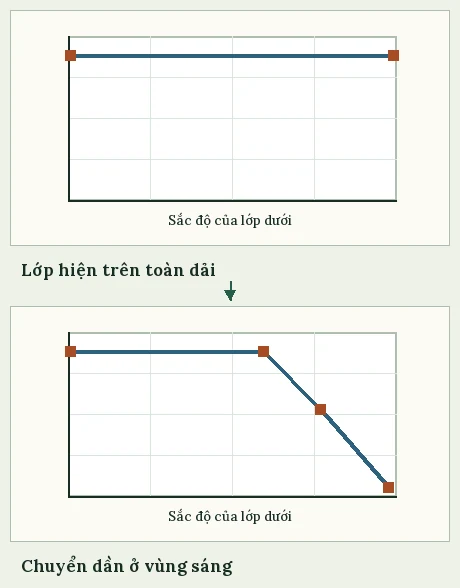 Sắc độ của lớp dưới
Lớp hiện trên toàn dải
Sắc độ của lớp dưới
Chuyển dần ở vùng sáng